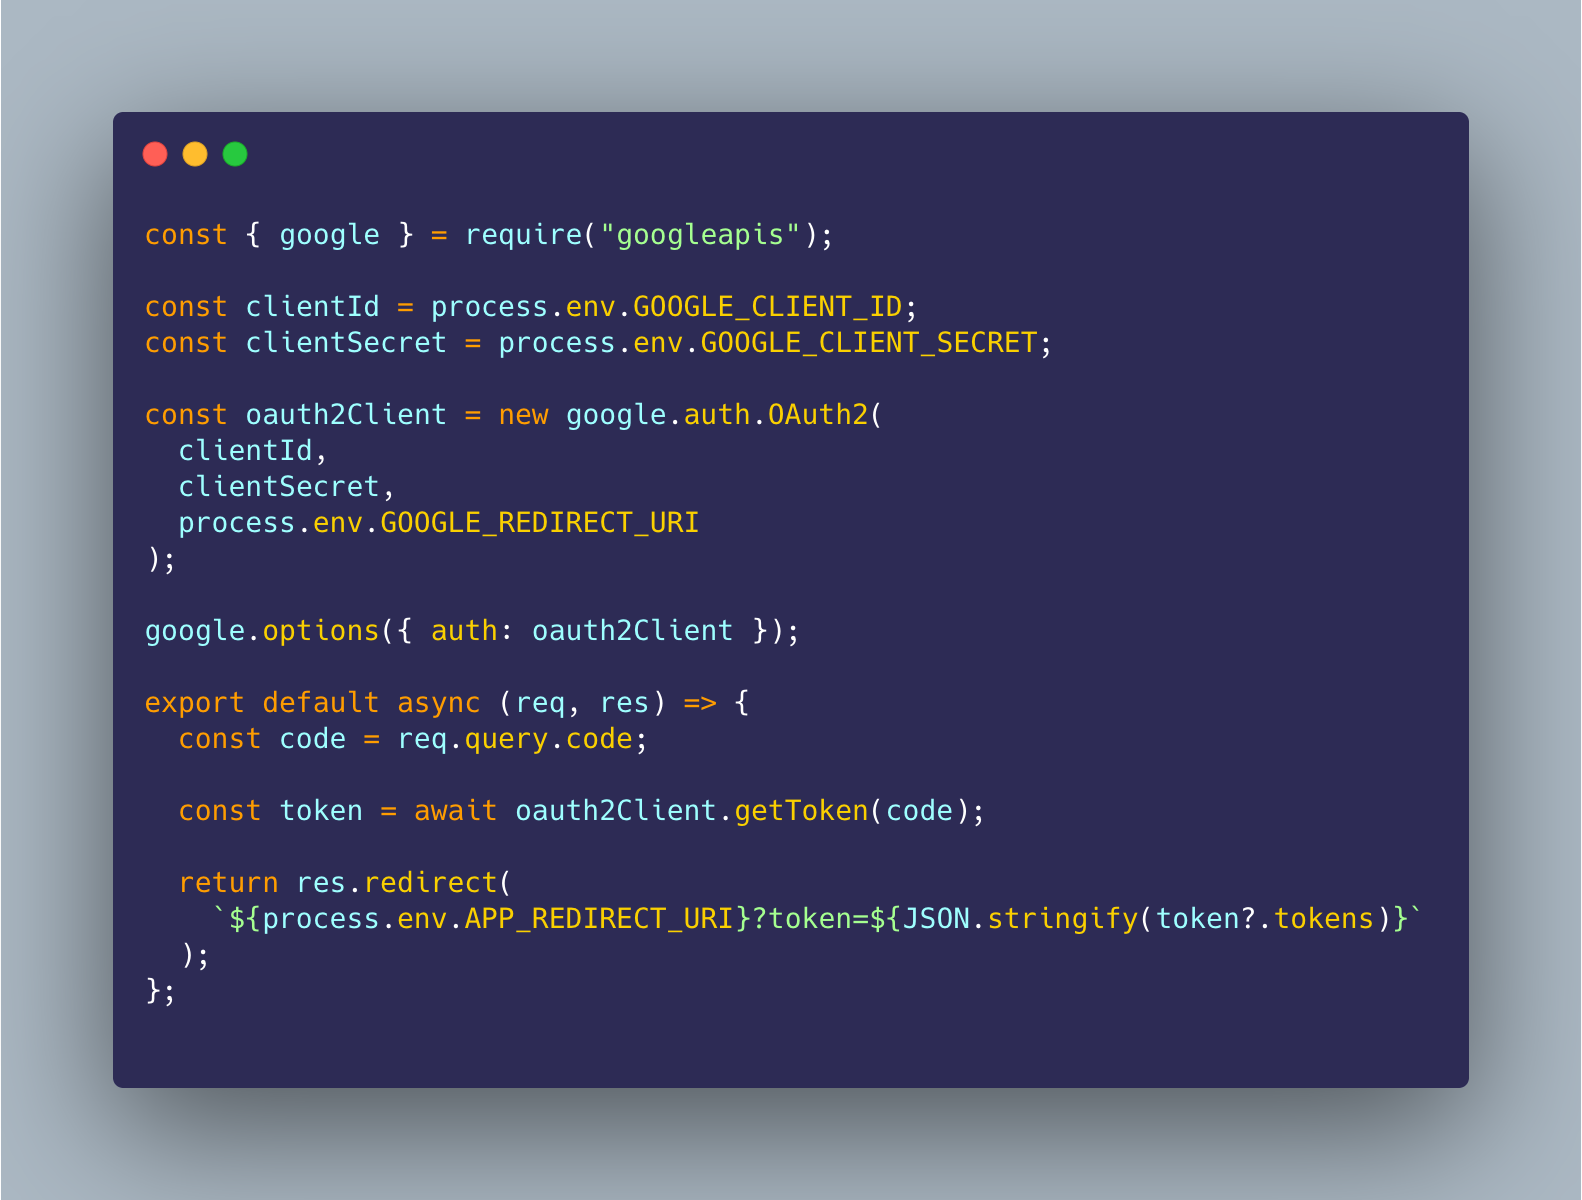 const { google } = require("googleapis");

const clientId = process.env.GOOGLE_CLIENT_ID;
const clientSecret = process.env.GOOGLE_CLIENT_SECRET;

const oauth2Client = new google.auth.OAuth2(
  clientId,
  clientSecret,
  process.env.GOOGLE_REDIRECT_URI
);

google.options({ auth: oauth2Client });

export default async (req, res) => {
  const code = req.query.code;

  const token = await oauth2Client.getToken(code);

  return res.redirect(
    `${process.env.APP_REDIRECT_URI}?token=${JSON.stringify(token?.tokens)}`
  );
};